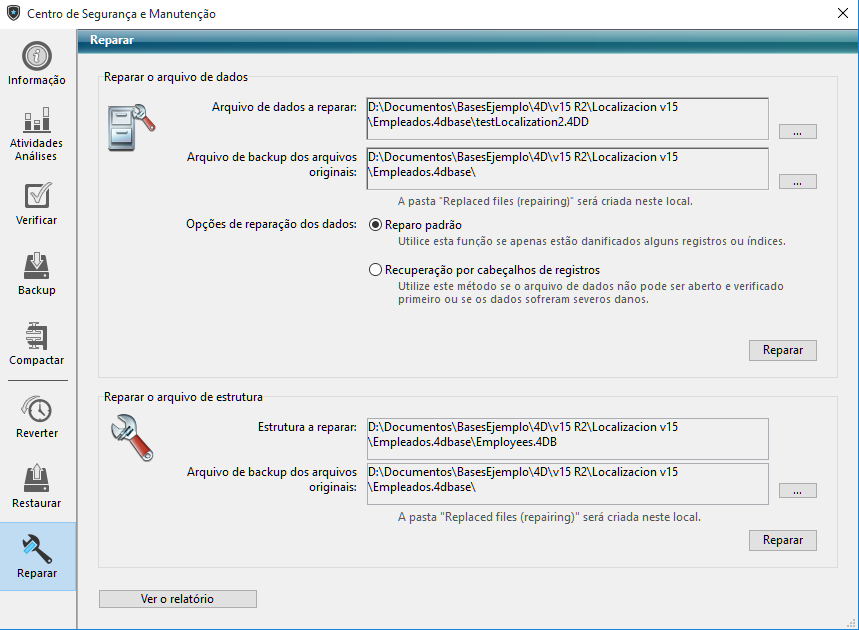 Centro de Segurança e Manutenção
Informação
Atividades
Análises
Verificar
Backup
Compactar
Reverter
Restaurar
Reparar
Reparar
Reparar o arquivo de dados
Arquivo de dados a reparar:
D:\Documentos\BasesEjemplo\4D\v15 R2\Localizacion v15
\Empleados.4dbase\testLocalization2.4DD
...
Arquivo de backup dos arquivos
originais:
D:\Documentos\BasesEjemplo\4D\v15 R2\Localizacion v15
\Empleados.4dbase\
...
A pasta "Replaced files (repairing)" será criada neste local.
Opções de reparação dos dados:
Reparo padrão
Utilice esta função se apenas estão danificados alguns registros ou índices.
Recuperação por cabeçalhos de registros
Utilize este método se o arquivo de dados não pode ser aberto e verificado
primeiro ou se os dados sofreram severos danos.
Reparar
Reparar o arquivo de estrutura
Estrutura a reparar:
D:\Documentos\BasesEjemplo\4D\v15 R2\Localizacion v15
\Empleados.4dbase\Employees.4DB
Arquivo de backup dos arquivos
originais:
D:\Documentos\BasesEjemplo\4D\v15 R2\Localizacion v15
\Empleados.4dbase\
...
A pasta "Replaced files (repairing)" será criada neste local.
Reparar
Ver o relatório